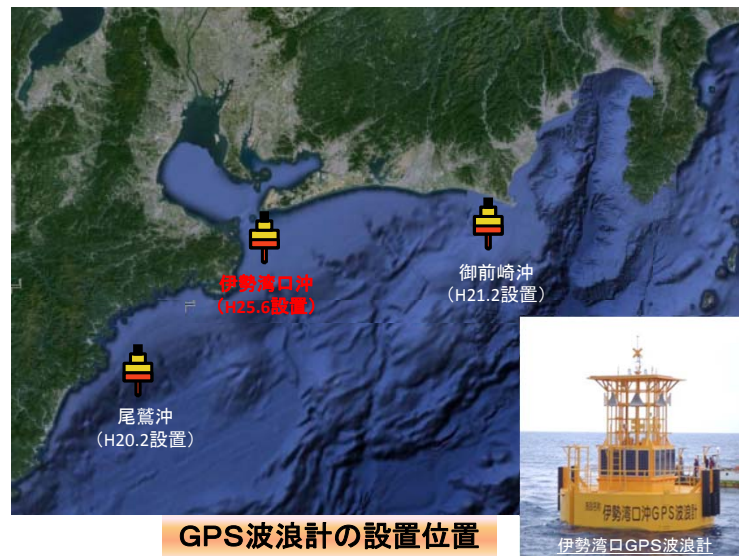 伊勢湾口沖
（H25.6設置）
御前崎沖
（H21.2設置）
尾鷲沖
（H20.2設置）
伊勢湾口沖GPS波浪計
伊勢湾口GPS波浪計
GPS波浪計の設置位置